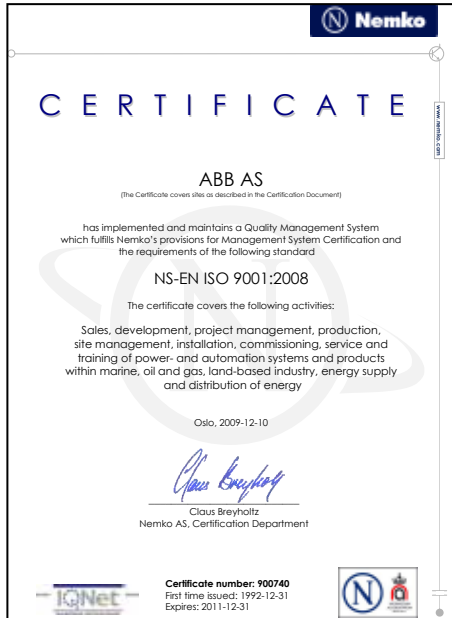 N Nemko
CERTIFICATE
www.nemko.com
ABB AS
(The Certificate covers sites as described in the Certification Document)
has implemented and maintains a Quality Management System
which fulfills Nemko's provisions for Management System Certification and
the requirements of the following standard
NS-EN ISO 9001:2008
The certificate covers the following activities:
Sales, development, project management, production,
site management, installation, commissioning, service and
training of power- and automation systems and products
within marine, oil and gas, land-based industry, energy supply
and distribution of energy
Oslo, 2009-12-10
Claus Breyholtz
Claus Breyholtz
Nemko AS, Certification Department
IQNet
Certificate number: 900740
First time issued: 1992-12-31
Expires: 2011-12-31
N